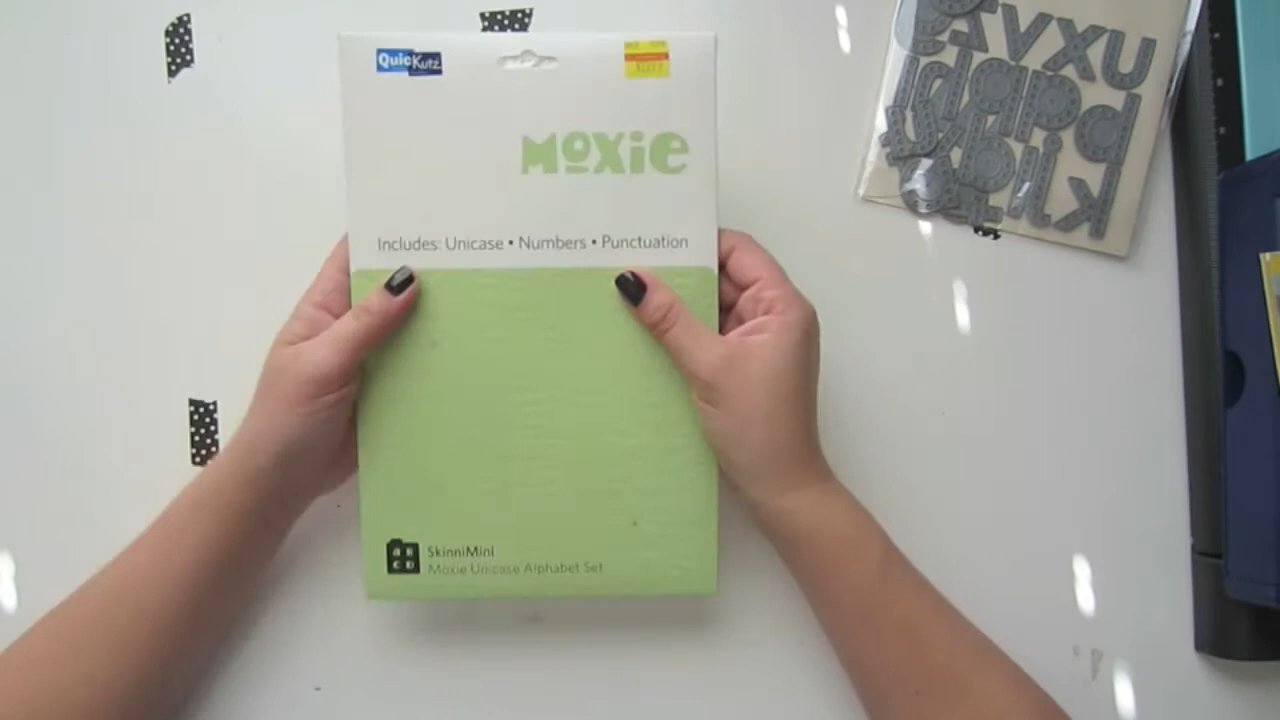 QuicKutz
Moxie
Includes: Unicase • Numbers • Punctuation
A B
C D
SkinniMini
Moxie Unicase Alphabet Set